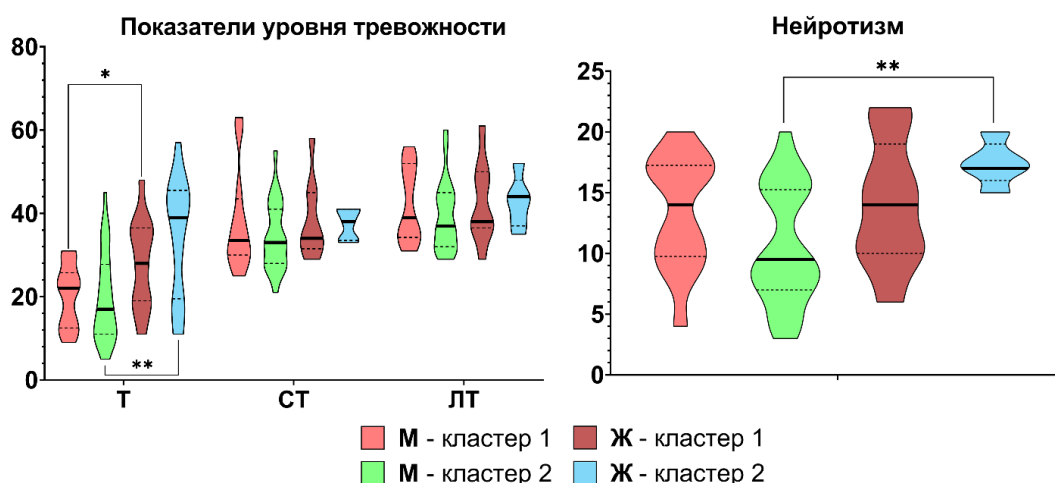 Показатели уровня тревожности
80
60
40
20
0
*
**
Т
СТ
ЛТ
Нейротизм
25
20
15
10
5
0
**
М - кластер 1
Ж - кластер 1
М - кластер 2
Ж - кластер 2